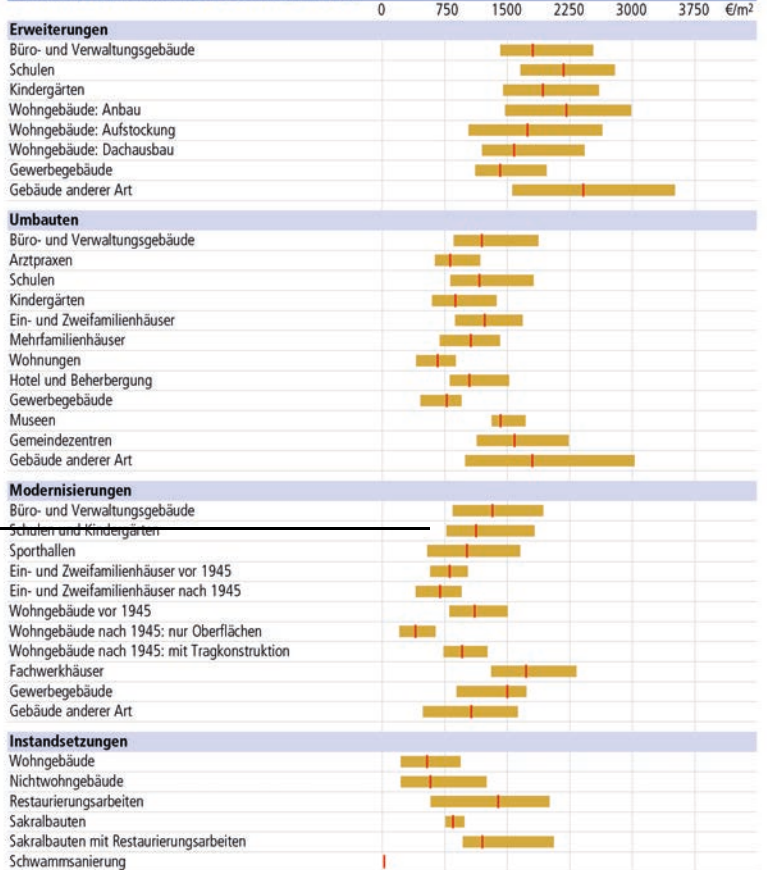 0 750 1500 2250 3000 3750 €/m²
Erweiterungen
Büro- und Verwaltungsgebäude
Schulen
Kindergärten
Wohngebäude: Anbau
Wohngebäude: Aufstockung
Wohngebäude: Dachausbau
Gewerbegebäude
Gebäude anderer Art
Umbauten
Büro- und Verwaltungsgebäude
Arztpraxen
Schulen
Kindergärten
Ein- und Zweifamilienhäuser
Mehrfamilienhäuser
Wohnungen
Hotel und Beherbergung
Gewerbegebäude
Museen
Gemeindezentren
Gebäude anderer Art
Modernisierungen
Büro- und Verwaltungsgebäude
Schulen und Kindergärten
Sporthallen
Ein- und Zweifamilienhäuser vor 1945
Ein- und Zweifamilienhäuser nach 1945
Wohngebäude vor 1945
Wohngebäude nach 1945: nur Oberflächen
Wohngebäude nach 1945: mit Tragkonstruktion
Fachwerkhäuser
Gewerbegebäude
Gebäude anderer Art
Instandsetzungen
Wohngebäude
Nichtwohngebäude
Restaurierungsarbeiten
Sakralbauten
Sakralbauten mit Restaurierungsarbeiten
Schwammsanierung